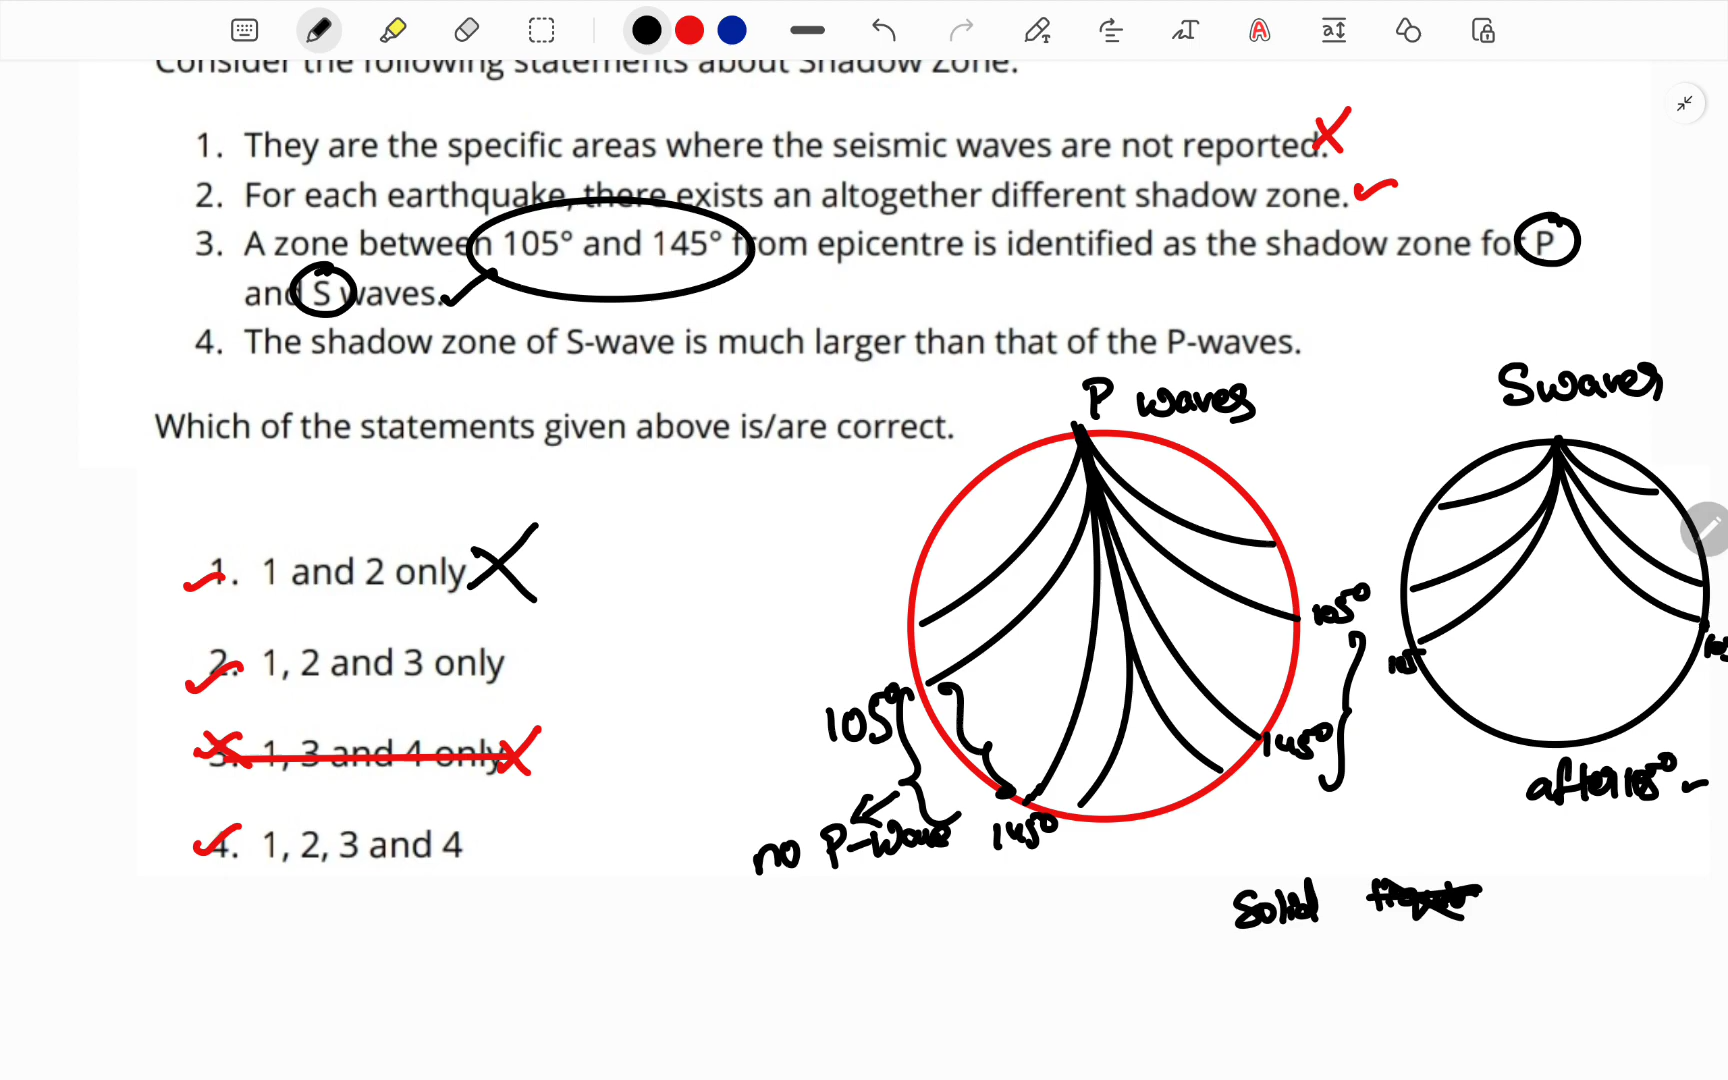 Consider the following statements about Shadow Zone.
1. They are the specific areas where the seismic waves are not reported.
2. For each earthquake, there exists an altogether different shadow zone.
3. A zone between 105° and 145° from epicentre is identified as the shadow zone for P
and S waves.
4. The shadow zone of S-wave is much larger than that of the P-waves.
Which of the statements given above is/are correct.
P waves
S waves
1. 1 and 2 only
2. 1, 2 and 3 only
3. 1, 3 and 4 only
4. 1, 2, 3 and 4
105°
105
105°
145°
145°
no P-wave
after 105°
Solid